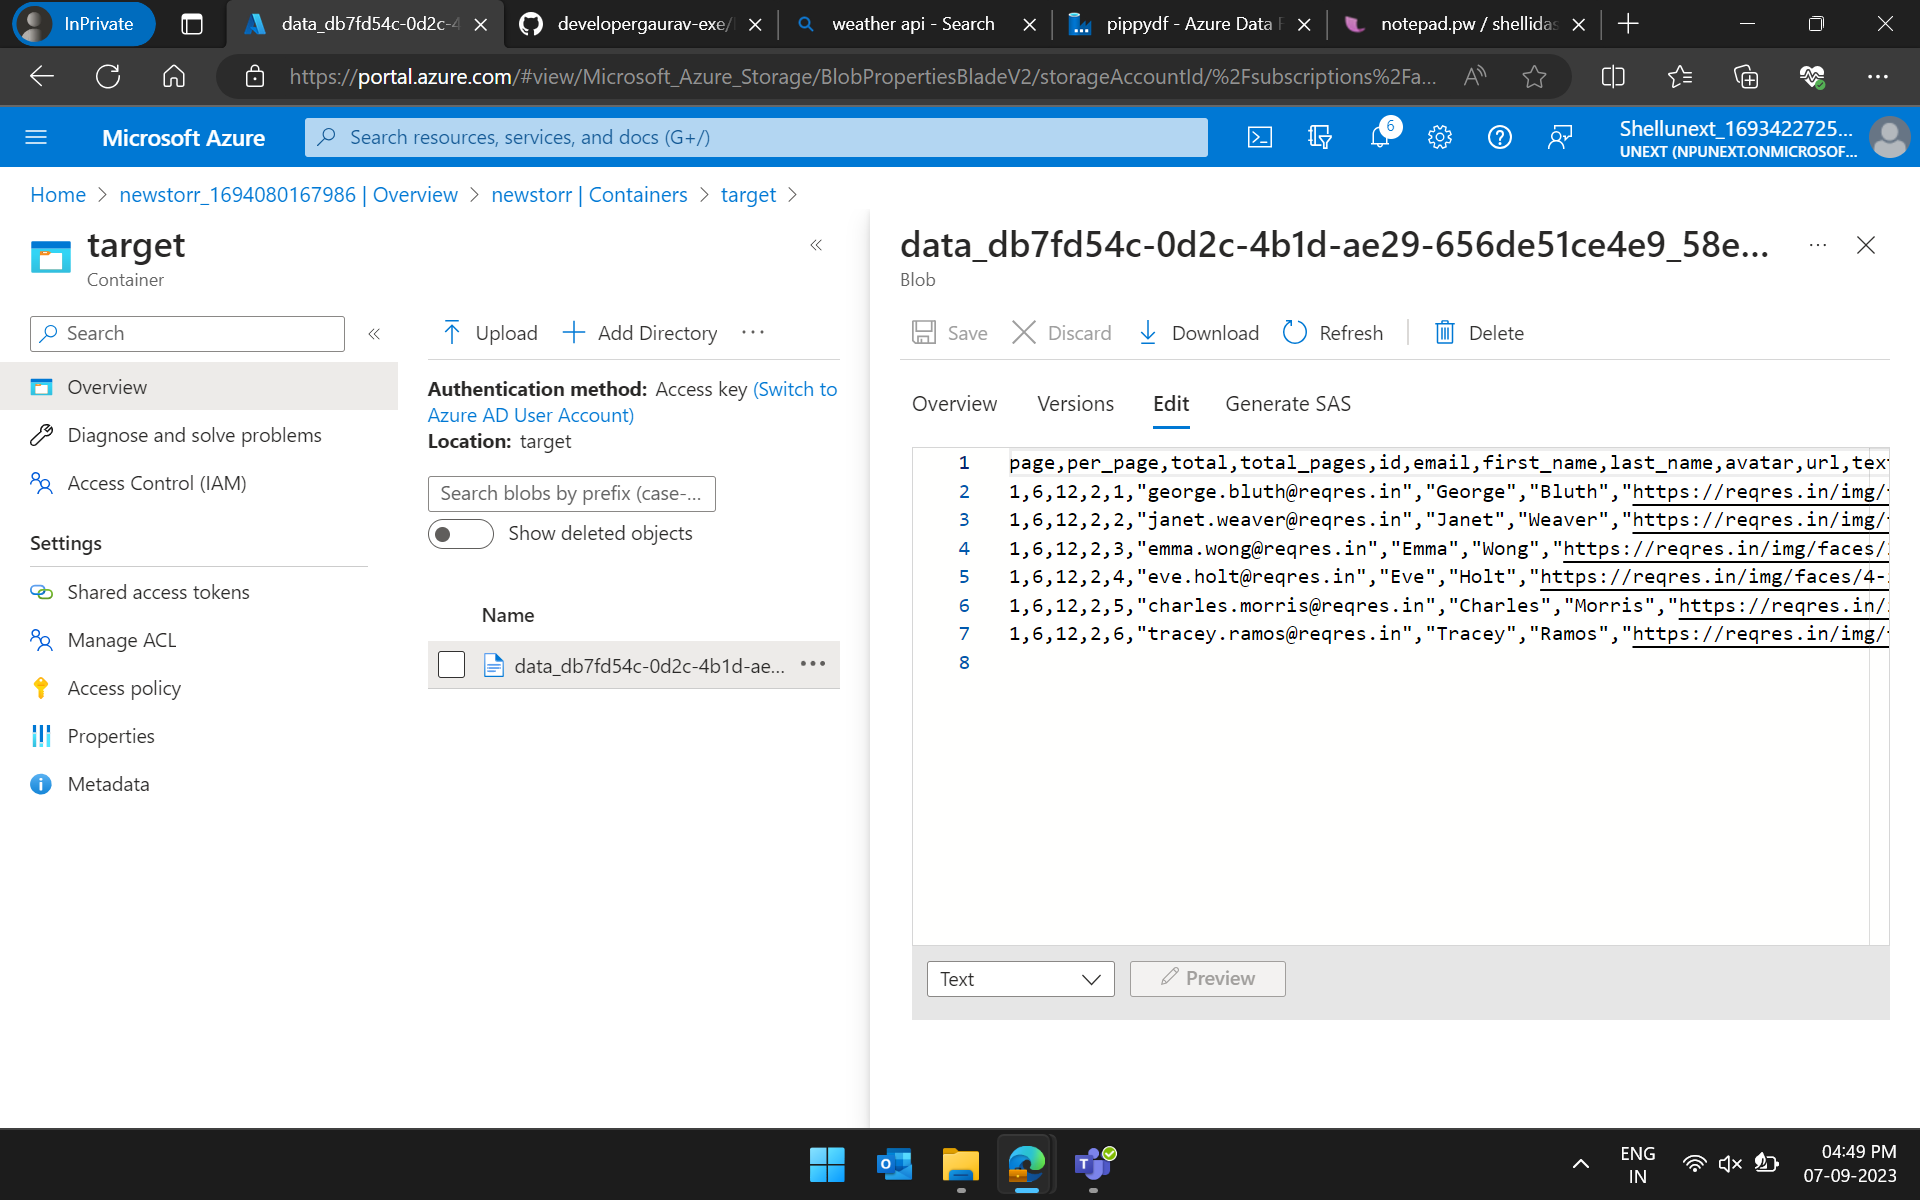 InPrivate
data_db7fd54c-0d2c-4
developergaurav-exe/
weather api - Search
pippydf - Azure Data F
notepad.pw / shellidas
https://portal.azure.com/#view/Microsoft_Azure_Storage/BlobPropertiesBladeV2/storageAccountId/%2Fsubscriptions%2Fa...
Microsoft Azure
Search resources, services, and docs (G+/)
6
Shellunext_1693422725...
UNEXT (NPUNEXT.ONMICROSOF...
Home > newstorr_1694080167986 | Overview > newstorr | Containers > target >
target
Container
Search
Overview
Diagnose and solve problems
Access Control (IAM)
Settings
Shared access tokens
Manage ACL
Access policy
Properties
Metadata
Upload
Add Directory
Authentication method: Access key (Switch to
Azure AD User Account)
Location: target
Search blobs by prefix (case-...
Show deleted objects
Name
data_db7fd54c-0d2c-4b1d-ae...
data_db7fd54c-0d2c-4b1d-ae29-656de51ce4e9_58e...
Blob
Save
Discard
Download
Refresh
Delete
Overview
Versions
Edit
Generate SAS
1 page,per_page,total,total_pages,id,email,first_name,last_name,avatar,url,text
2 1,6,12,2,1,"george.bluth@reqres.in","George","Bluth","https://reqres.in/img/
3 1,6,12,2,2,"janet.weaver@reqres.in","Janet","Weaver","https://reqres.in/img/
4 1,6,12,2,3,"emma.wong@reqres.in","Emma","Wong","https://reqres.in/img/faces/
5 1,6,12,2,4,"eve.holt@reqres.in","Eve","Holt","https://reqres.in/img/faces/4-
6 1,6,12,2,5,"charles.morris@reqres.in","Charles","Morris","https://reqres.in/
7 1,6,12,2,6,"tracey.ramos@reqres.in","Tracey","Ramos","https://reqres.in/img/
8
Text
Preview
ENG
IN
04:49 PM
07-09-2023